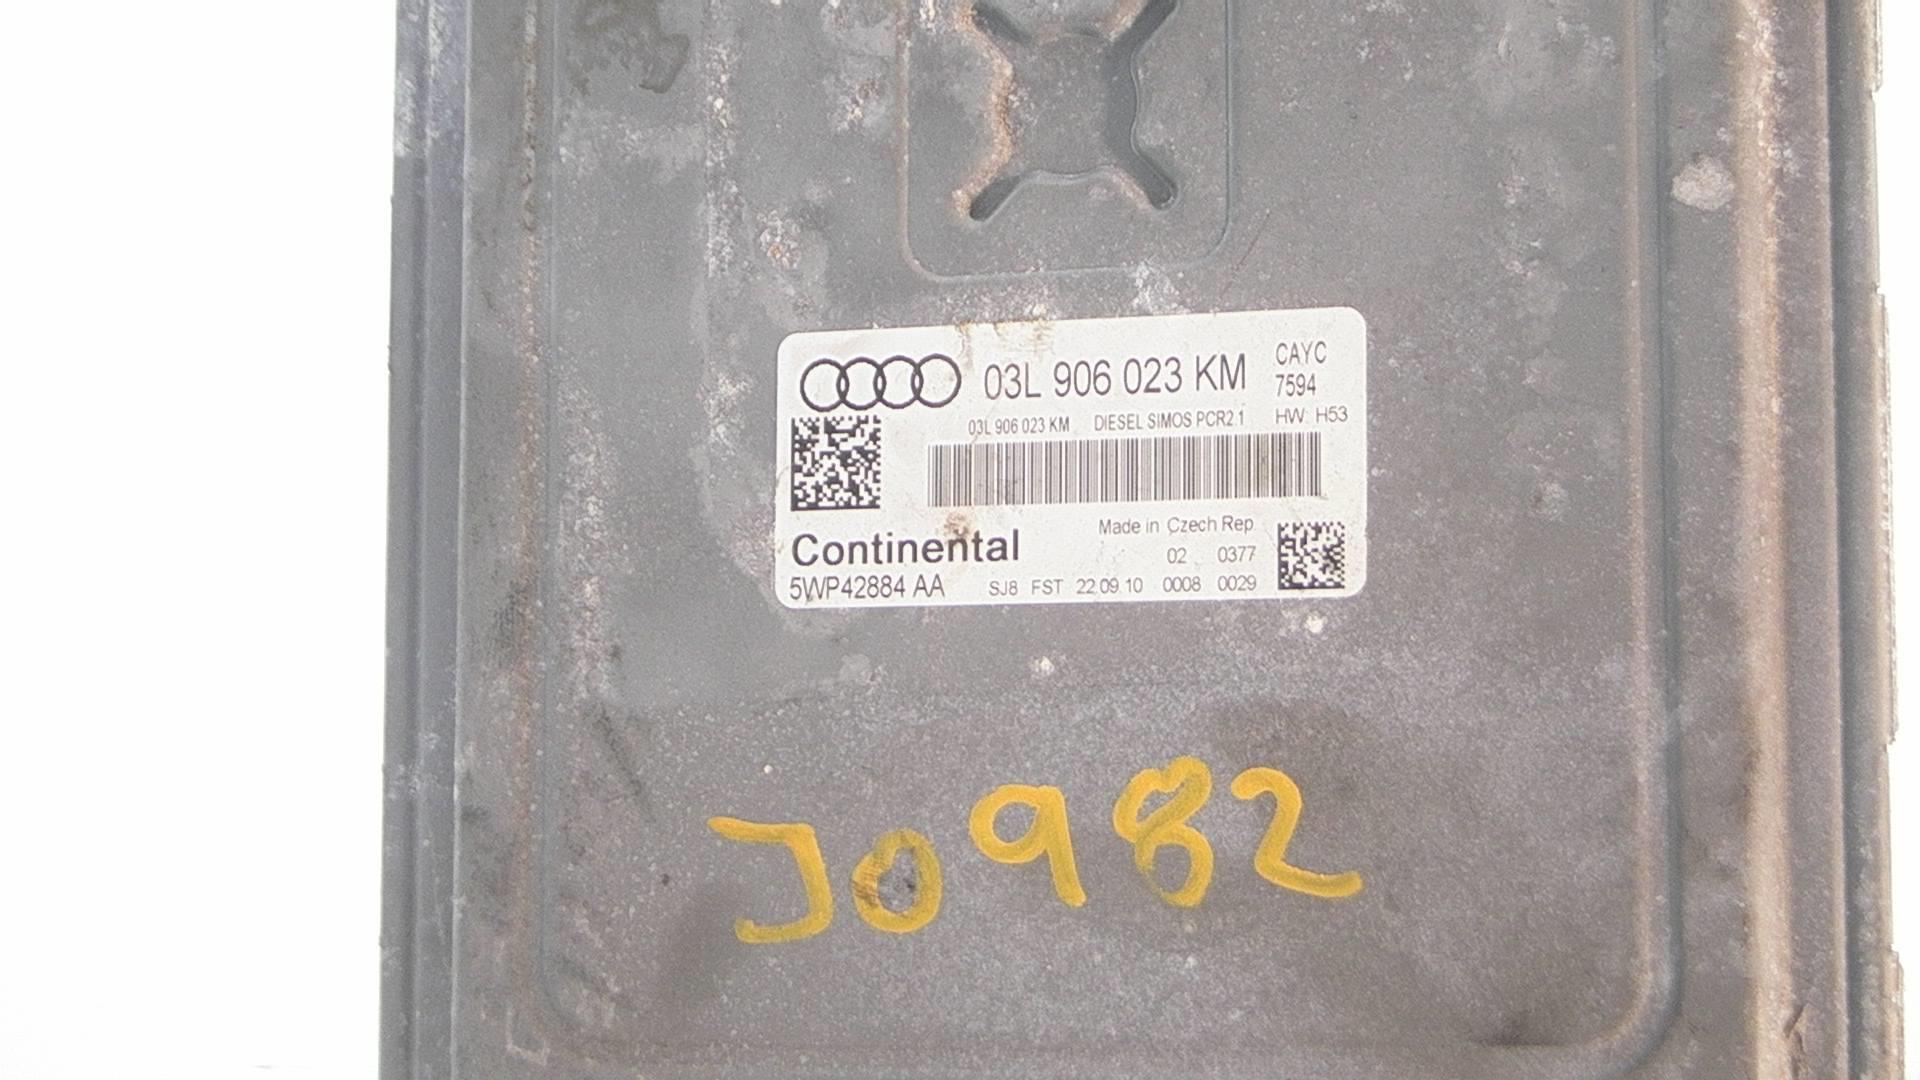 03L 906 023 KM CAYC
7594
03L 906 023 KM DIESEL SIMOS PCR2.1 HW: H53
Made in Czech Rep.
Continental
02 0377
5WP42884 AA SJ8 FST 22.09.10 0008 0029
J0982